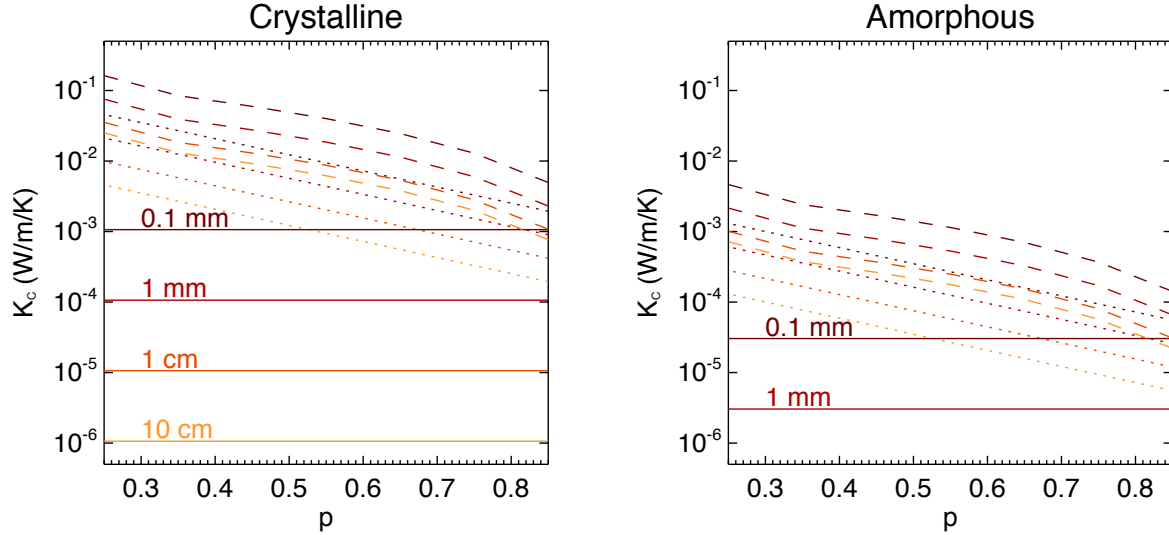 Crystalline
K_c (W/m/K)
10^-1
10^-2
10^-3
10^-4
10^-5
10^-6
0.1 mm
1 mm
1 cm
10 cm
0.3 0.4 0.5 0.6 0.7 0.8
p
Amorphous
K_c (W/m/K)
10^-1
10^-2
10^-3
10^-4
10^-5
10^-6
0.1 mm
1 mm
0.3 0.4 0.5 0.6 0.7 0.8
p